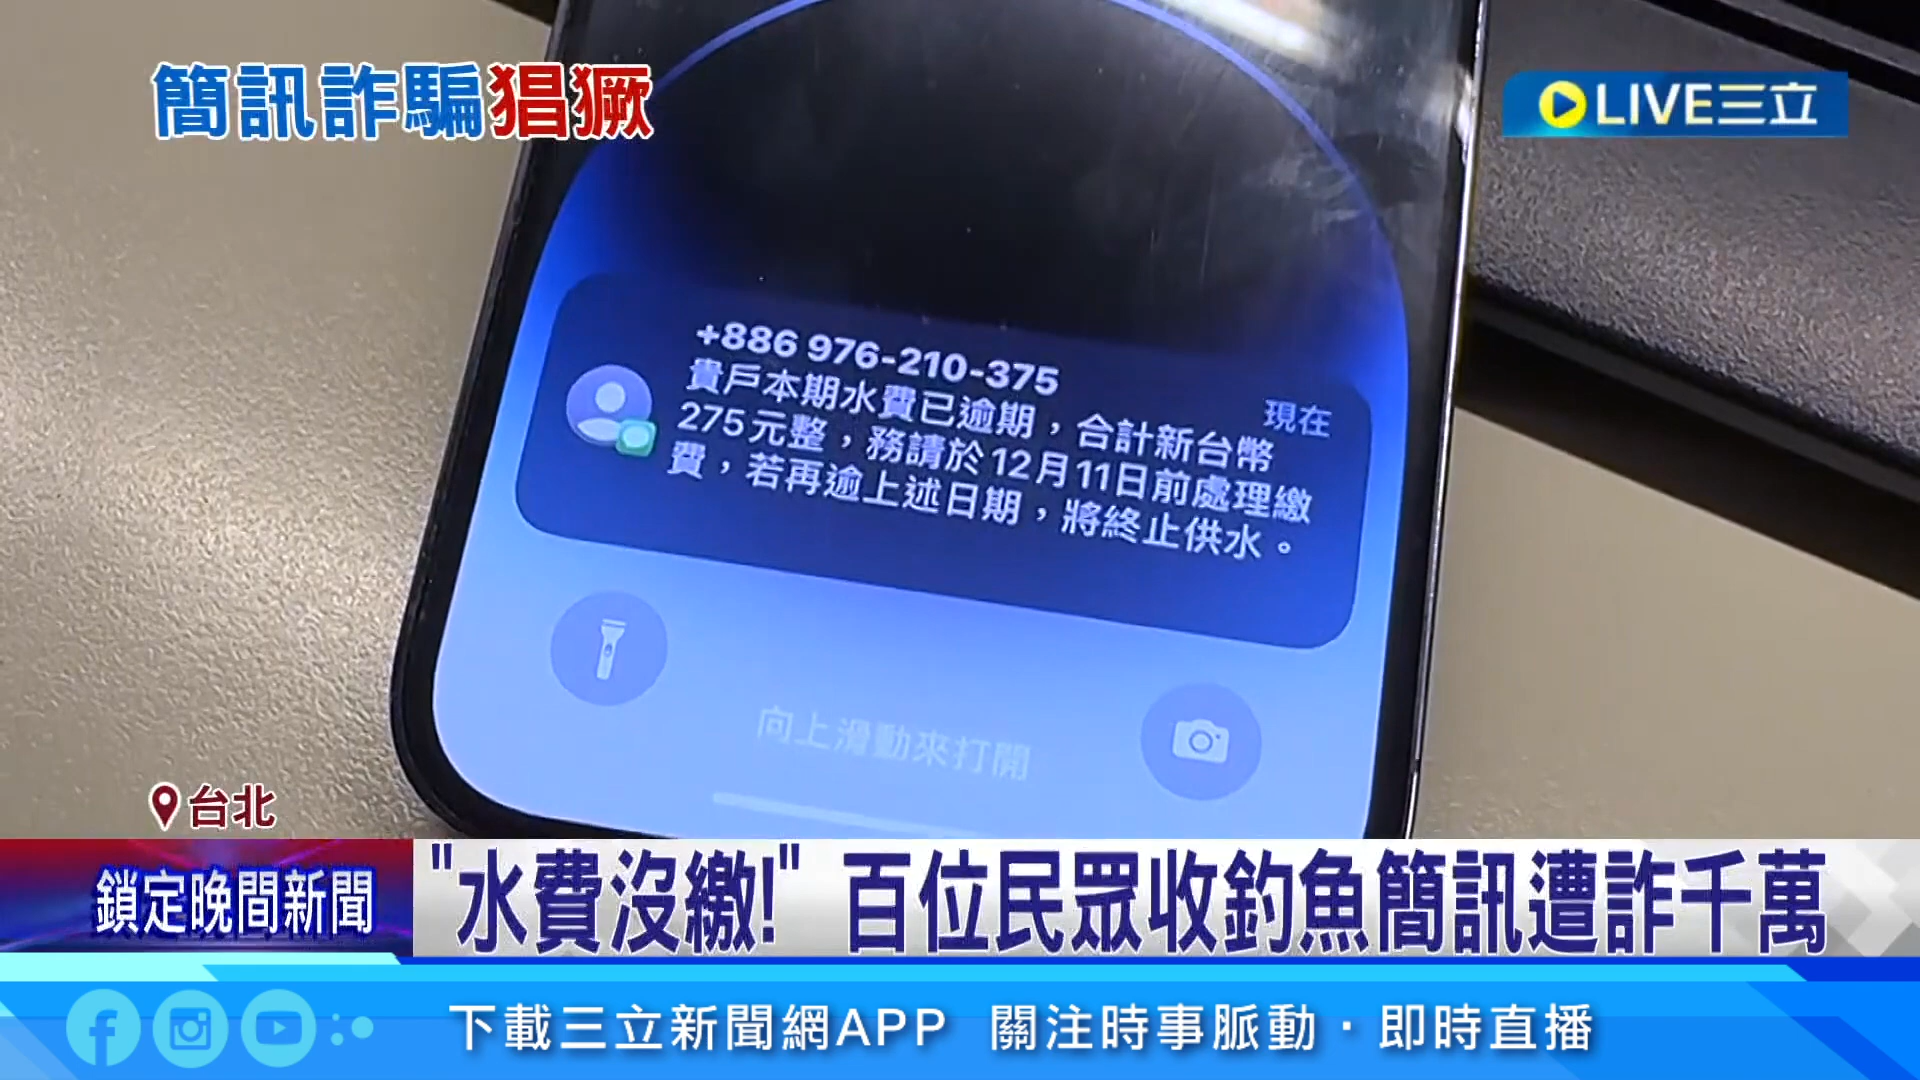 簡訊詐騙猖獗
LIVE三立
+886 976-210-375
現在
貴戶本期水費已逾期，合計新台幣
275元整，務請於12月11日前處理繳
費，若再逾上述日期，將終止供水。
向上滑動來打開
台北
鎖定晚間新聞
"水費沒繳!" 百位民眾收釣魚簡訊遭詐千萬
下載三立新聞網APP 關注時事脈動．即時直播